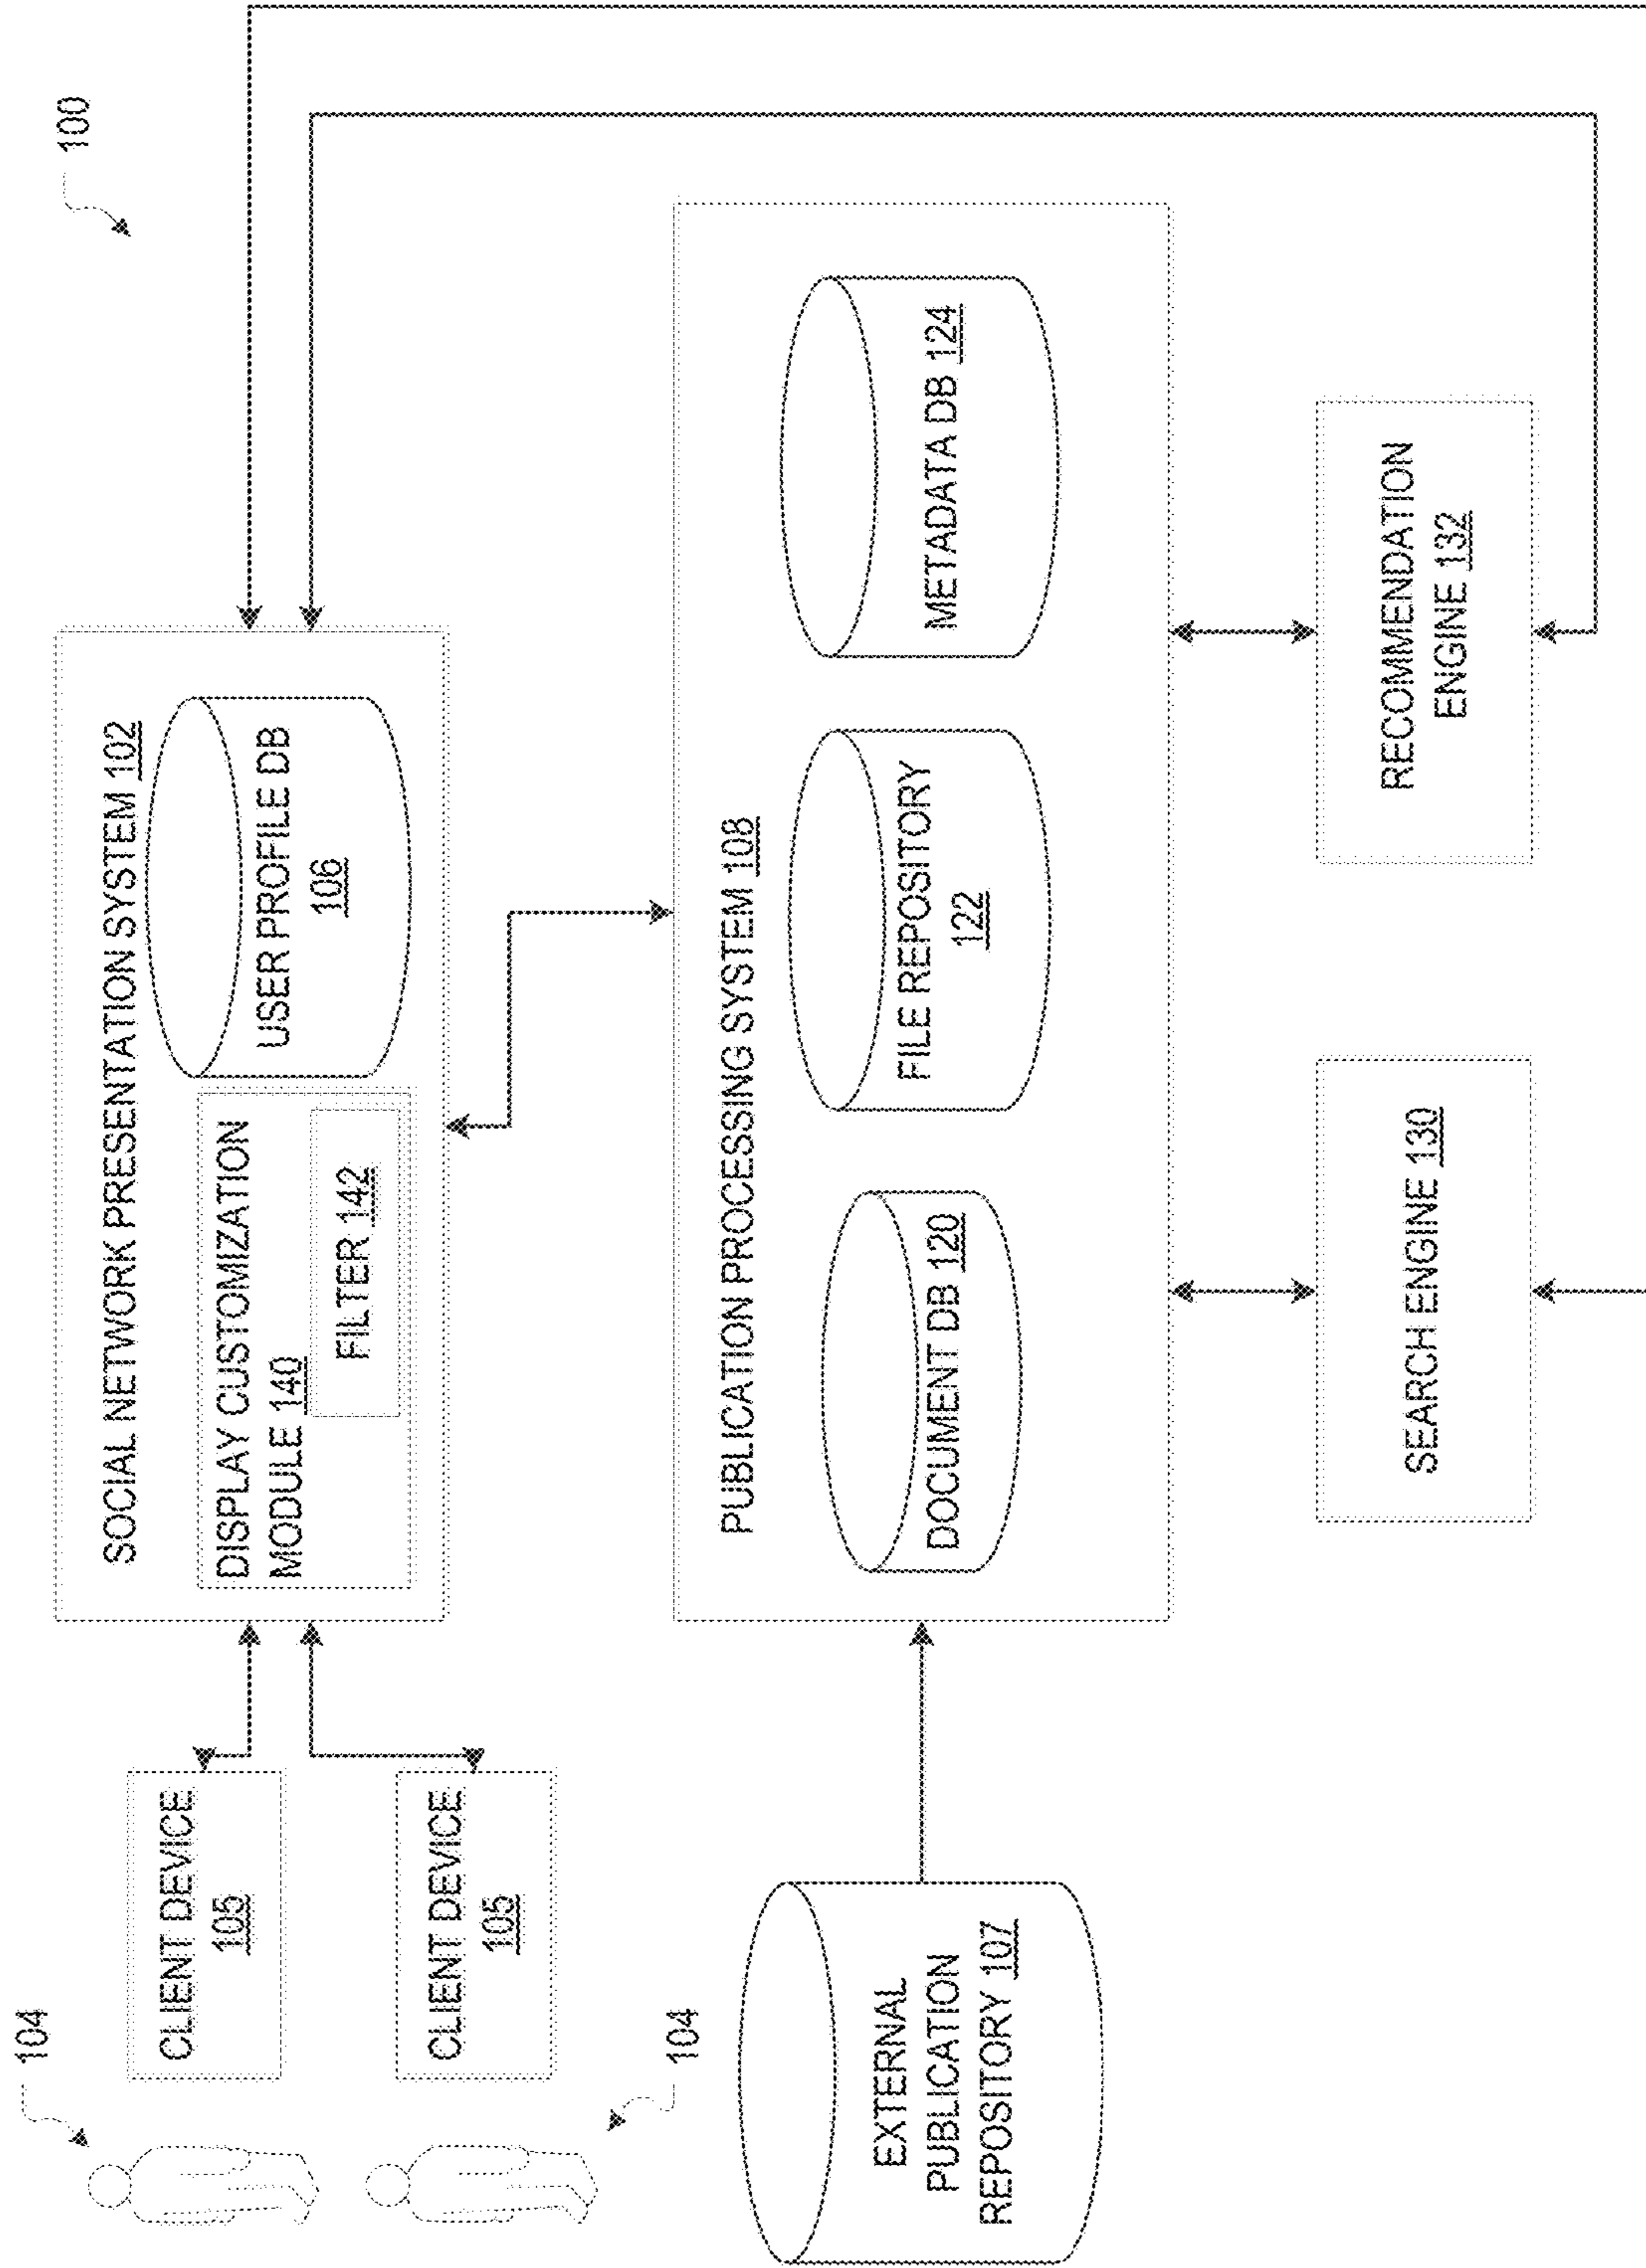 100
104
CLIENT DEVICE
105
CLIENT DEVICE
105
104
SOCIAL NETWORK PRESENTATION SYSTEM 102
DISPLAY CUSTOMIZATION
MODULE 140
FILTER 142
USER PROFILE DB
106
EXTERNAL
PUBLICATION
REPOSITORY 107
PUBLICATION PROCESSING SYSTEM 108
DOCUMENT DB 120
FILE REPOSITORY
122
METADATA DB 124
SEARCH ENGINE 130
RECOMMENDATION
ENGINE 132